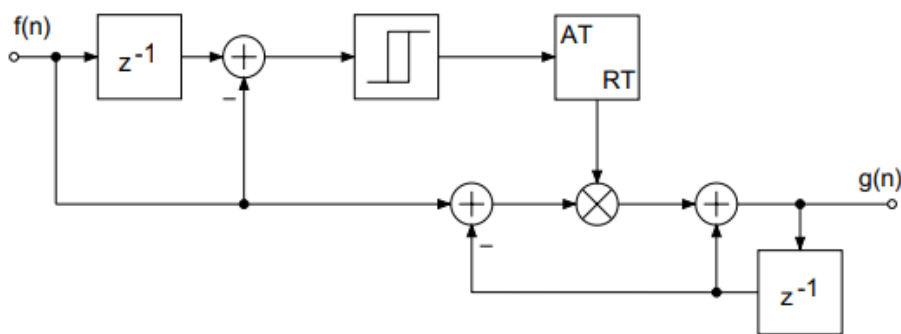 f(n)
z-1
AT
RT
–
g(n)
–
z-1